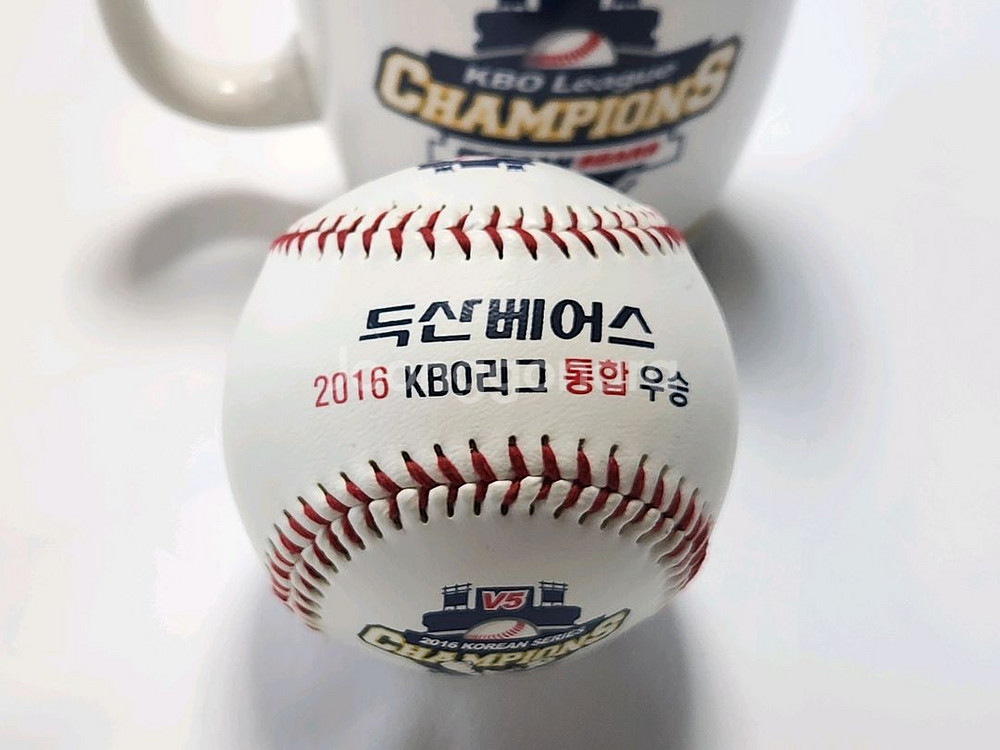 KBO League
CHAMPIONS
BEARS
두산베어스
2016 KBO리그 통합 우승
V5
2016 KOREAN SERIES
CHAMPIONS